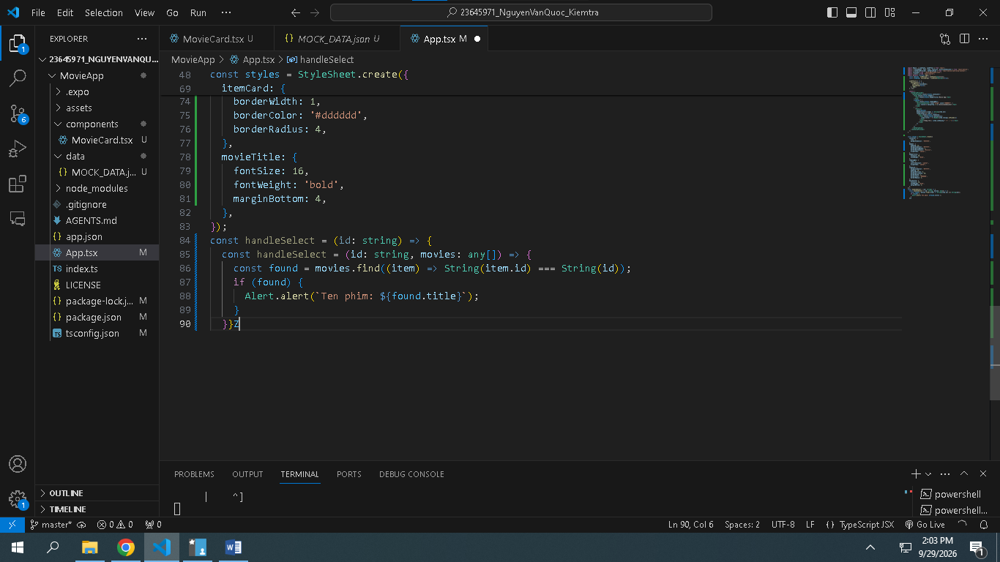 File Edit Selection View Go Run ··· 23645971_NguyenVanQuoc_Kiemtra
EXPLORER ···
MovieCard.tsx U
{} MOCK_DATA.json U
App.tsx M
1
6
1
23645971_NGUYENVANQU...
MovieApp
.expo
assets
components
MovieCard.tsx U
data
{} MOCK_DATA.j... U
node_modules
.gitignore
AGENTS.md
{} app.json
App.tsx M
TS index.ts
LICENSE
{} package-lock.j... M
{} package.json M
TS tsconfig.json M
OUTLINE
TIMELINE
MovieApp > App.tsx > handleSelect
48 const styles = StyleSheet.create({
69 itemCard: {
74 borderWidth: 1,
75 borderColor: '#dddddd',
76 borderRadius: 4,
77 },
78 movieTitle: {
79 fontSize: 16,
80 fontWeight: 'bold',
81 marginBottom: 4,
82 },
83 });
84 const handleSelect = (id: string) => {
85 const handleSelect = (id: string, movies: any[]) => {
86 const found = movies.find((item) => String(item.id) === String(id));
87 if (found) {
88 Alert.alert(`Ten phim: ${found.title}`);
89 }
90 }}Z
PROBLEMS OUTPUT TERMINAL PORTS DEBUG CONSOLE
| ^]
powershell
powershell...
master* 0 0 0 Ln 90, Col 6 Spaces: 2 UTF-8 LF {} TypeScript JSX Go Live
2:03 PM
9/29/2026
1